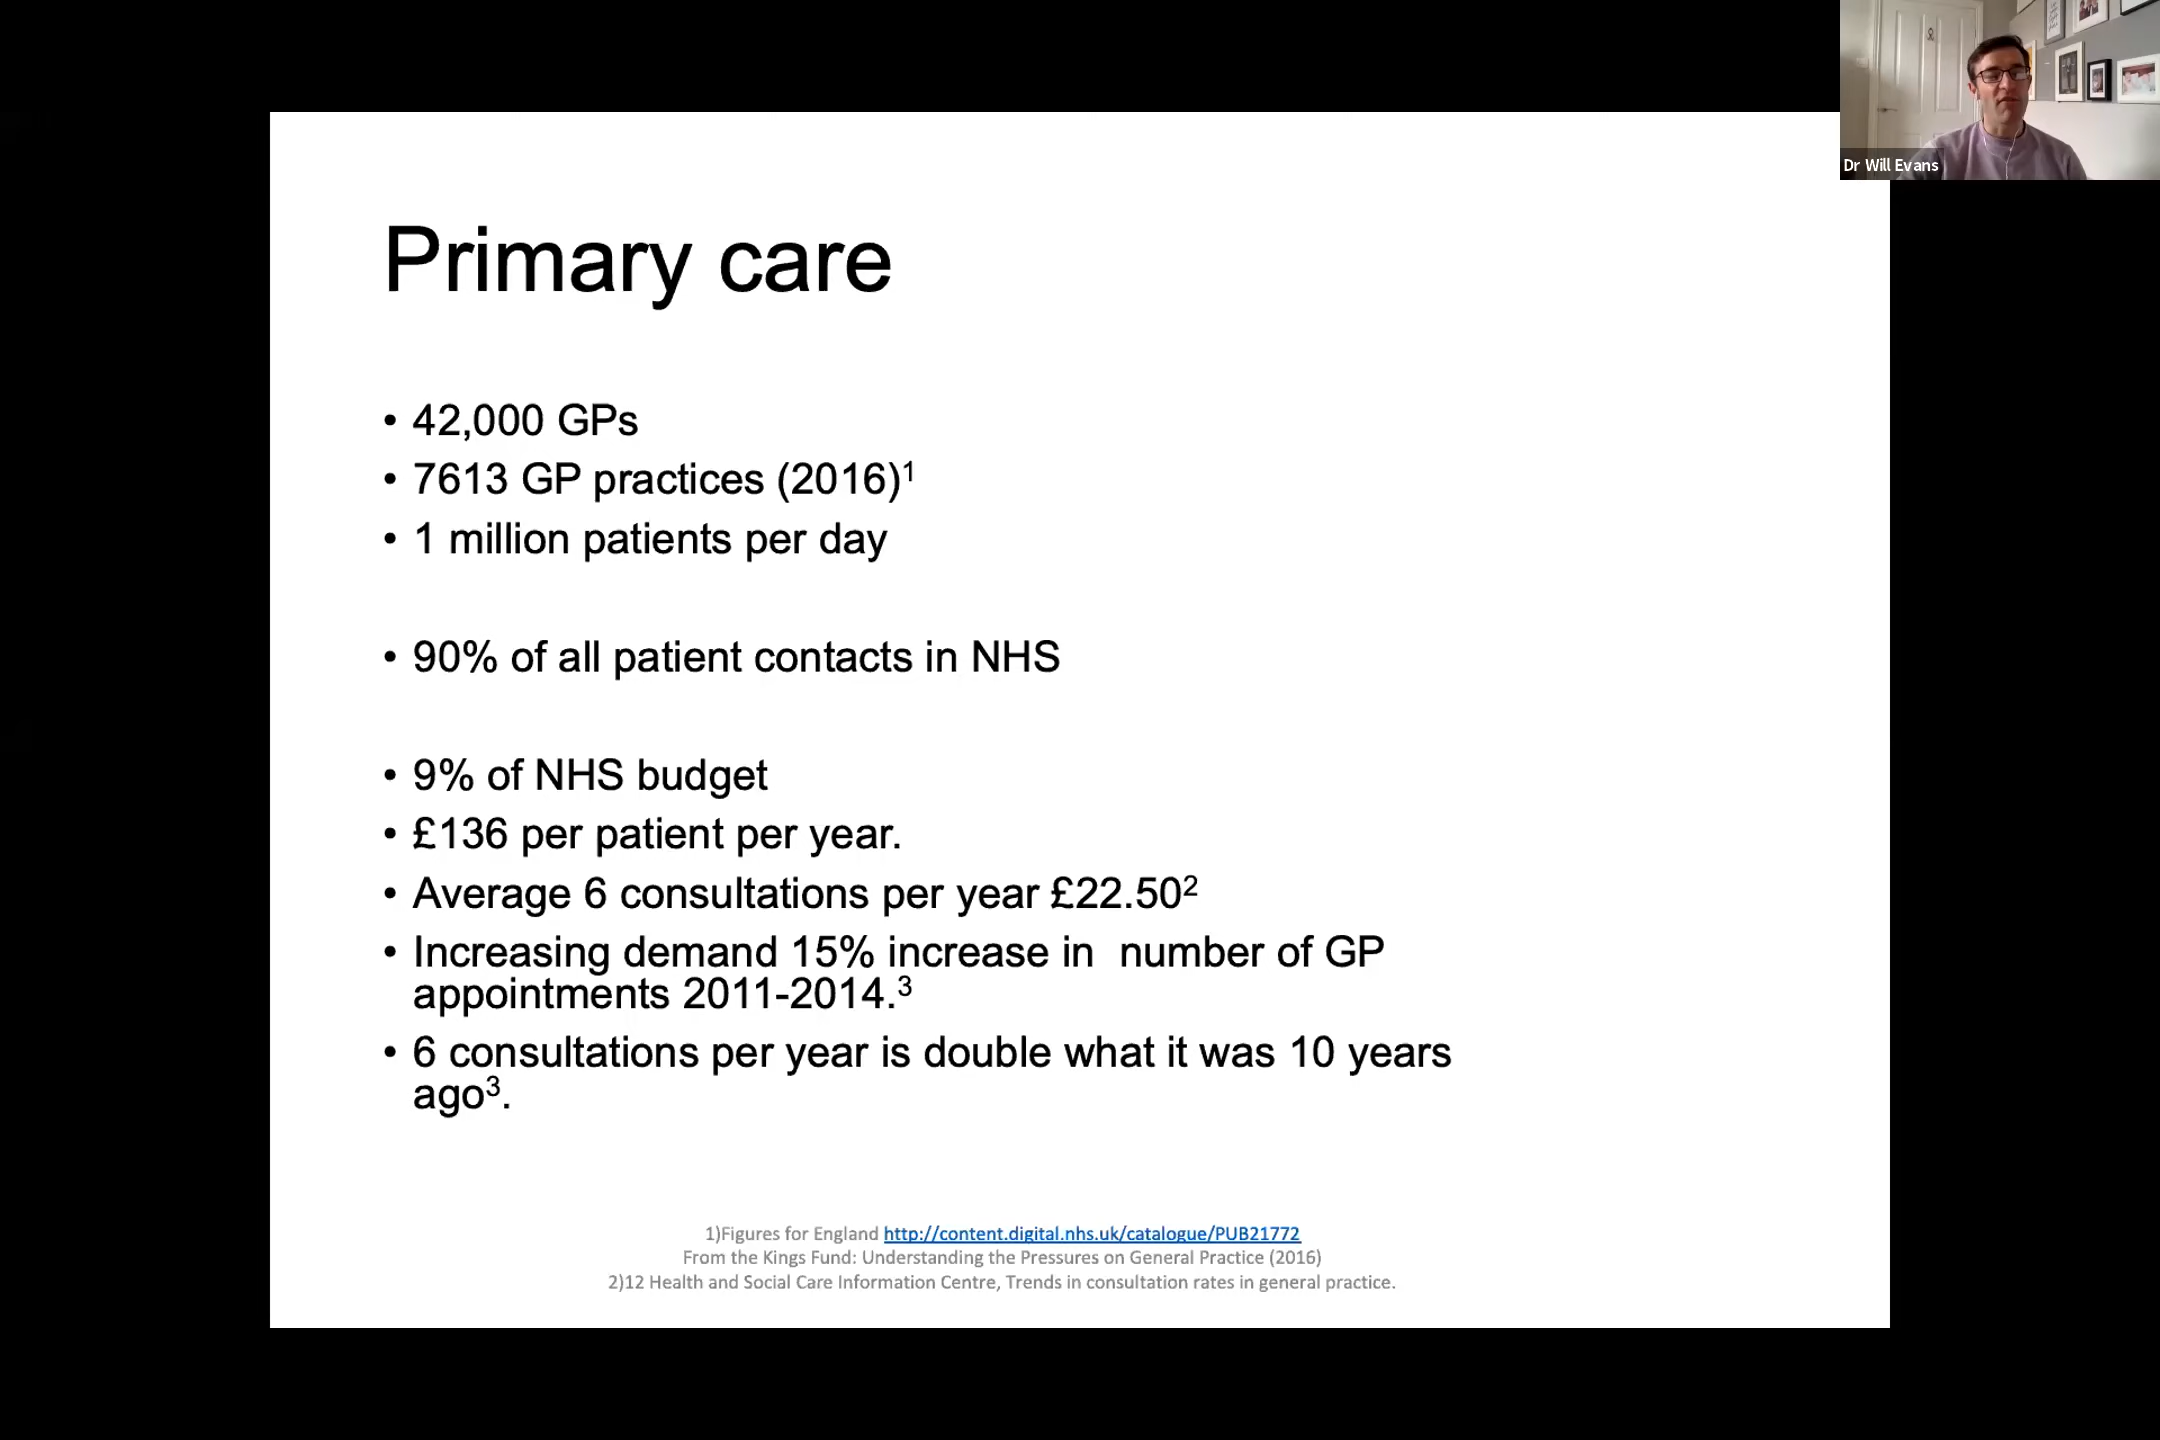 Dr Will Evans
Primary care
• 42,000 GPs
• 7613 GP practices (2016)1
• 1 million patients per day
• 90% of all patient contacts in NHS
• 9% of NHS budget
• £136 per patient per year.
• Average 6 consultations per year £22.502
• Increasing demand 15% increase in  number of GP
appointments 2011-2014.3
• 6 consultations per year is double what it was 10 years
ago3.
1)Figures for England http://content.digital.nhs.uk/catalogue/PUB21772
From the Kings Fund: Understanding the Pressures on General Practice (2016)
2)12 Health and Social Care Information Centre, Trends in consultation rates in general practice.